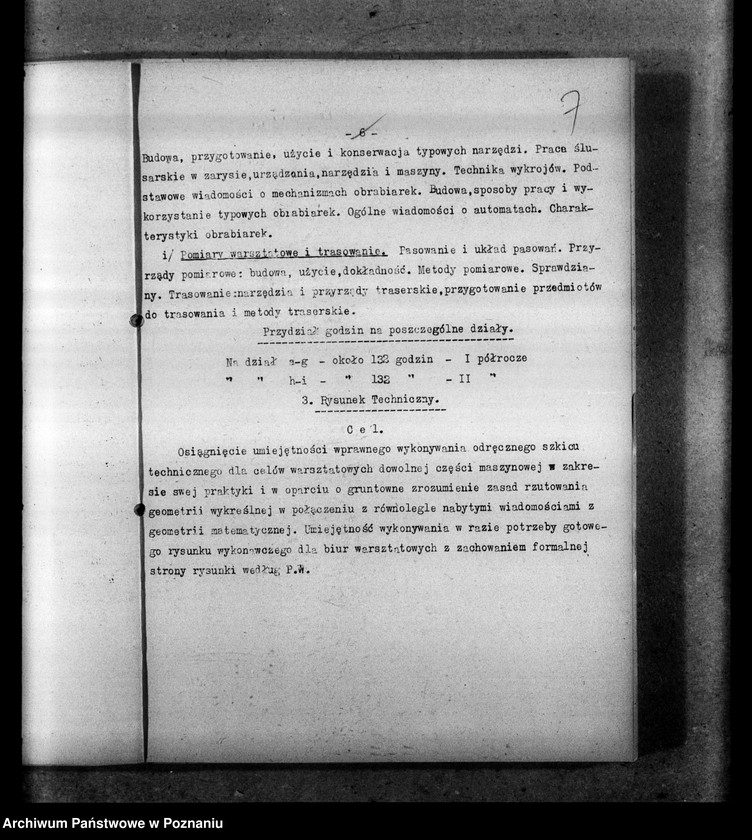 7
- 6 -
Budowa, przygotowanie, użycie i konserwacja typowych narzędzi. Praca ślu-
sarskie w zarysie,urządzenia,narzędzia i maszyny. Technika wykrojów. Pod-
stawowe wiadomości o mechanizmach obrabiarek. Budowa,sposoby pracy i wy-
korzystanie typowych obrabiarek. Ogólne wiadomości o automatach. Charak-
terystyki obrabiarek.
i/ Pomiary warsztatowe i trasowanie. Pasowanie i układ pasowań. Przy-
rządy pomiarowe: budowa, użycie,dokładność. Metody pomiarowe. Sprawdzia-
ny. Trasowanie:narzędzia i przyrządy traserskie,przygotowanie przedmiotów
do trasowania i metody traserskie.
Przydział godzin na poszczególne działy.
Na dział a-g - około 132 godzin - I półrocze
" " h-i - " 132 " - II "
3. Rysunek Techniczny.
C e l.
Osiągnięcie umiejętności wprawnego wykonywania odręcznego szkicu
technicznego dla celów warsztatowych dowolnej części maszynowej w zakre-
sie swej praktyki i w oparciu o gruntowne zrozumienie zasad rzutowania
geometrii wykreślnej w połączeniu z równolegle nabytymi wiadomościami z
geometrii matematycznej. Umiejętność wykonywania w razie potrzeby gotowe-
go rysunku wykonawczego dla biur warsztatowych z zachowaniem formalnej
strony rysunki według P.W.
Archiwum Państwowe w Poznaniu